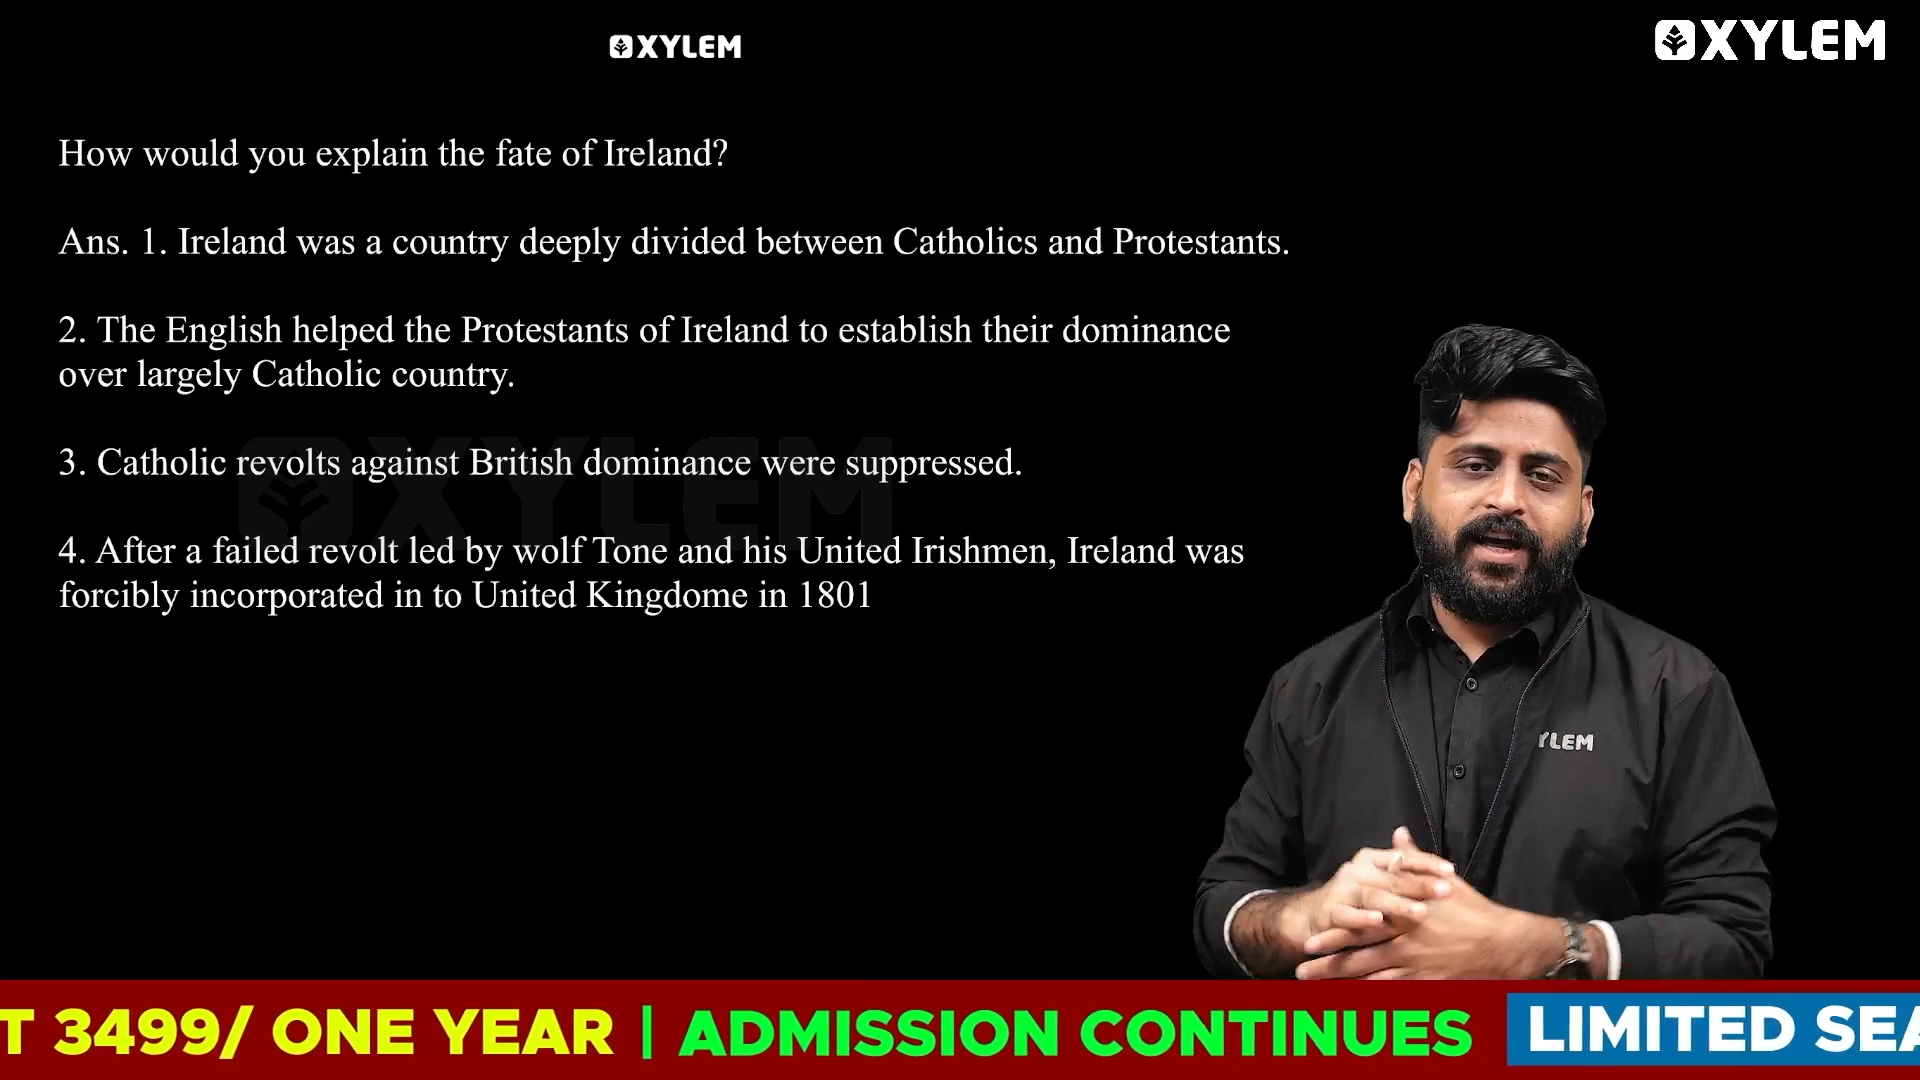 XYLEM
XYLEM
How would you explain the fate of Ireland?
Ans. 1. Ireland was a country deeply divided between Catholics and Protestants.
2. The English helped the Protestants of Ireland to establish their dominance
over largely Catholic country.
3. Catholic revolts against British dominance were suppressed.
4. After a failed revolt led by wolf Tone and his United Irishmen, Ireland was
forcibly incorporated in to United Kingdome in 1801
XYLEM
YLEM
T 3499/ ONE YEAR | ADMISSION CONTINUES LIMITED SEA